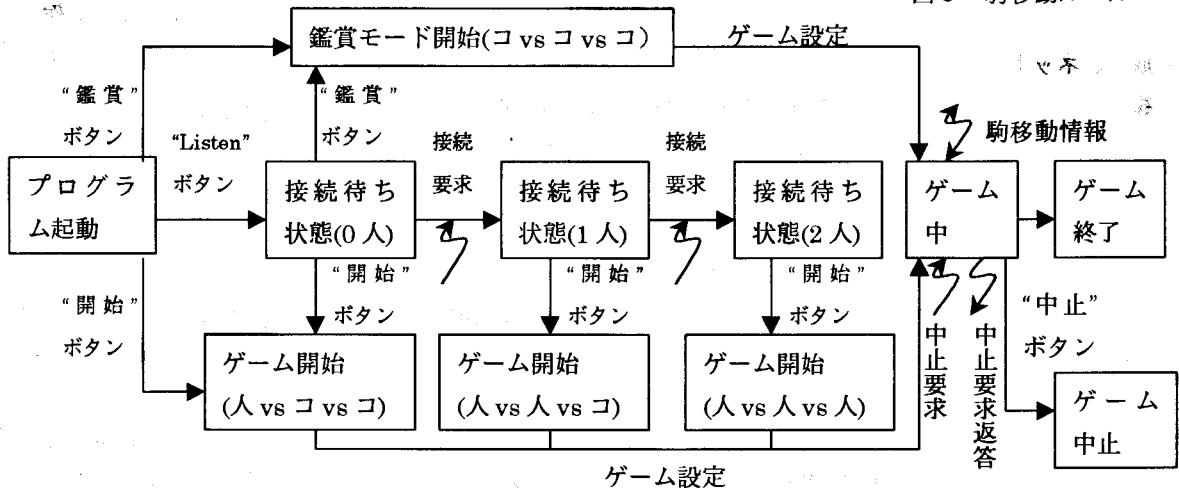 鑑賞モード開始(コ vs コ vs コ)
ゲーム設定
“鑑賞”
ボタン
“鑑賞”
ボタン
“Listen”
ボタン
接続
要求
接続
要求
駒移動情報
プログラ
ム起動
接続待ち
状態(0人)
接続待ち
状態(1人)
接続待ち
状態(2人)
ゲーム
中
ゲーム
終了
“開始”
ボタン
“開始”
ボタン
“開始”
ボタン
“開始”
ボタン
中止要求
中止要求返答
“中止”
ボタン
ゲーム開始
(人 vs コ vs コ)
ゲーム開始
(人 vs 人 vs コ)
ゲーム開始
(人 vs 人 vs 人)
ゲーム
中止
ゲーム設定